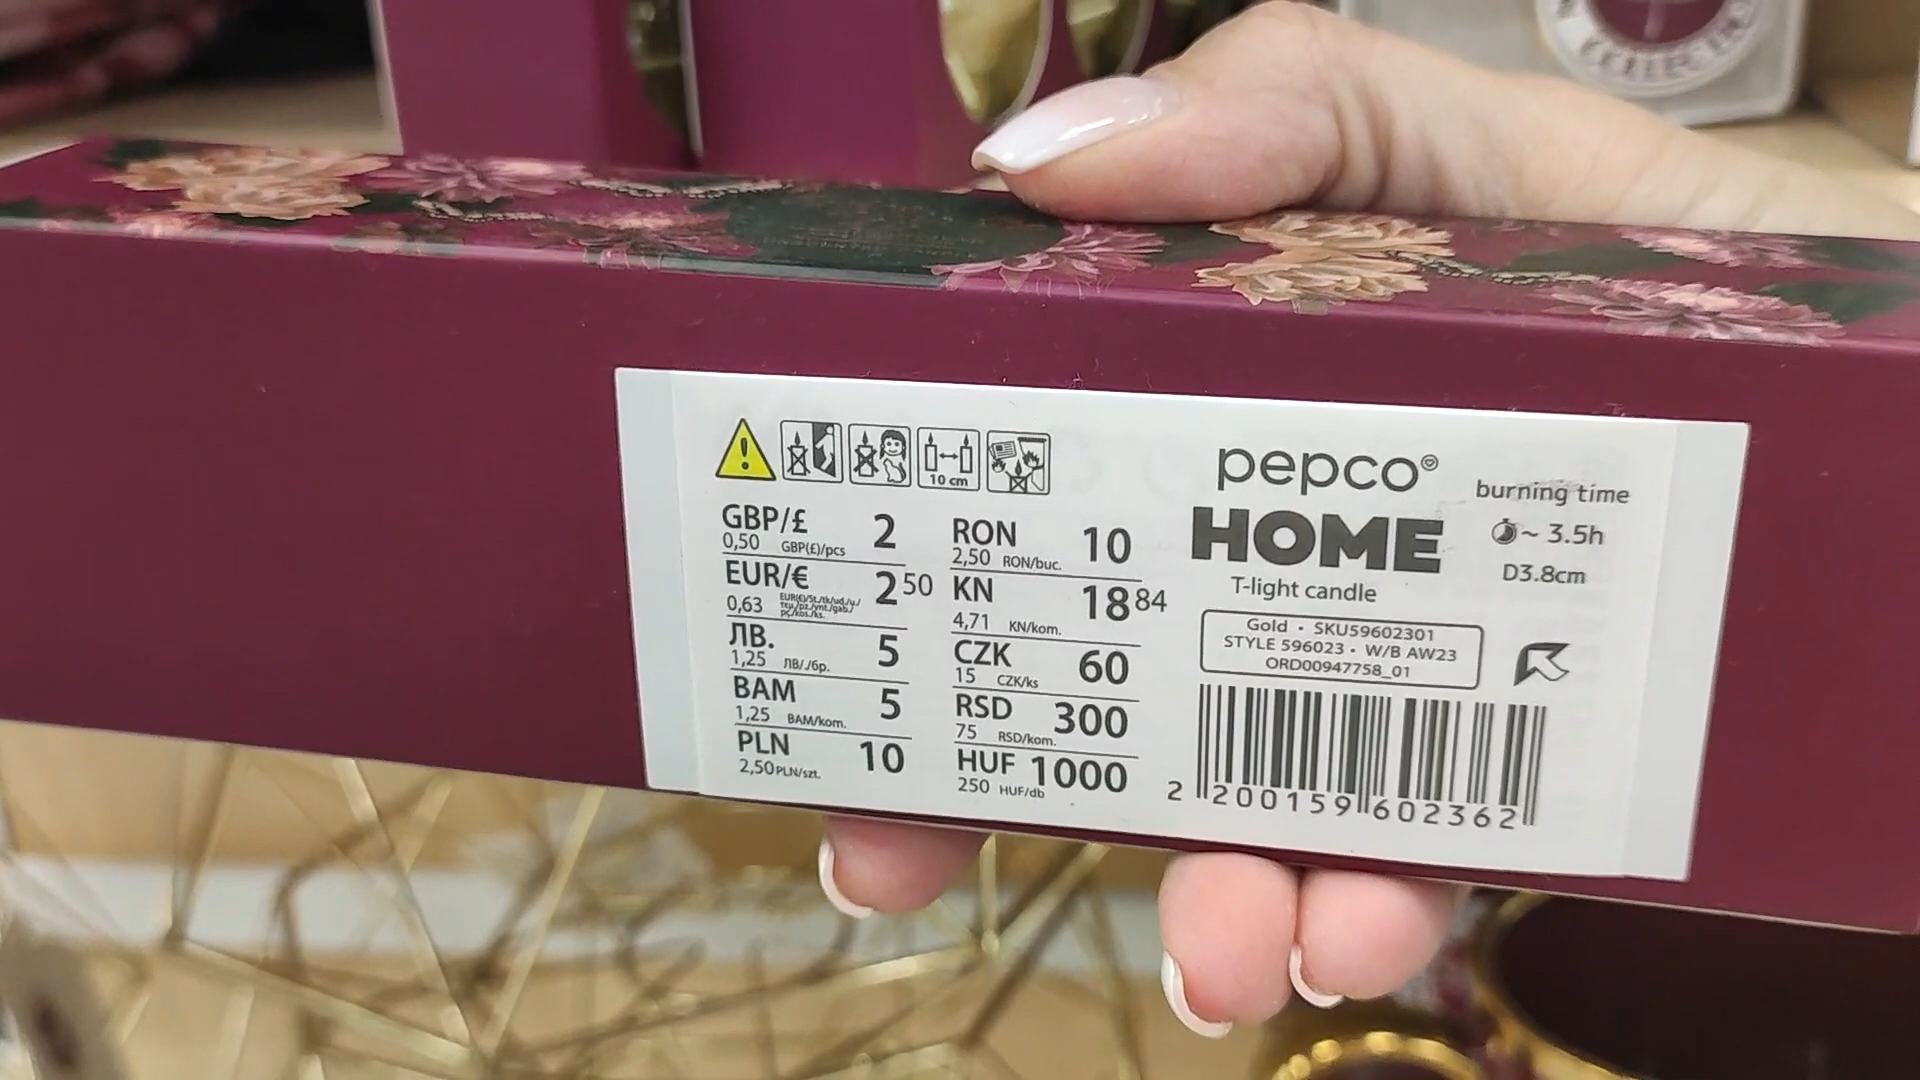 10 cm
GBP/£ 2
0,50 GBP(£)/pcs
EUR/€ 2 50
0,63
ЛВ. 5
1,25 ЛВ/./бр.
BAM 5
1,25 BAM/kom.
PLN 10
2,50 PLN/szt.
RON 10
2,50 RON/buc.
KN 18 84
4,71 KN/kom.
CZK 60
15 CZK/ks
RSD 300
75 RSD/kom.
HUF 1000
250 HUF/db
pepco
HOME
T-light candle
burning time
~ 3.5h
D3.8cm
Gold • SKU59602301
STYLE 596023 • W/B AW23
ORD00947758_01
2 200159 602362